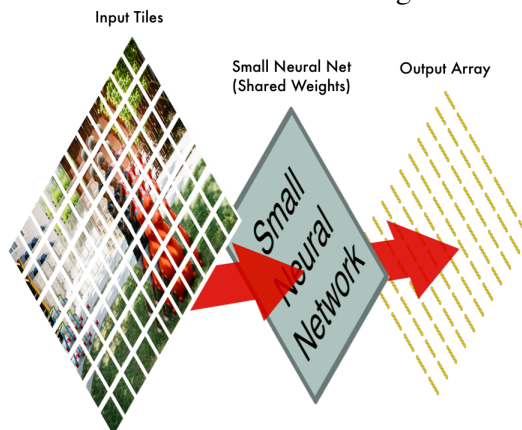 Input Tiles
Small Neural Net
(Shared Weights)
Output Array
Small
Neural
Network